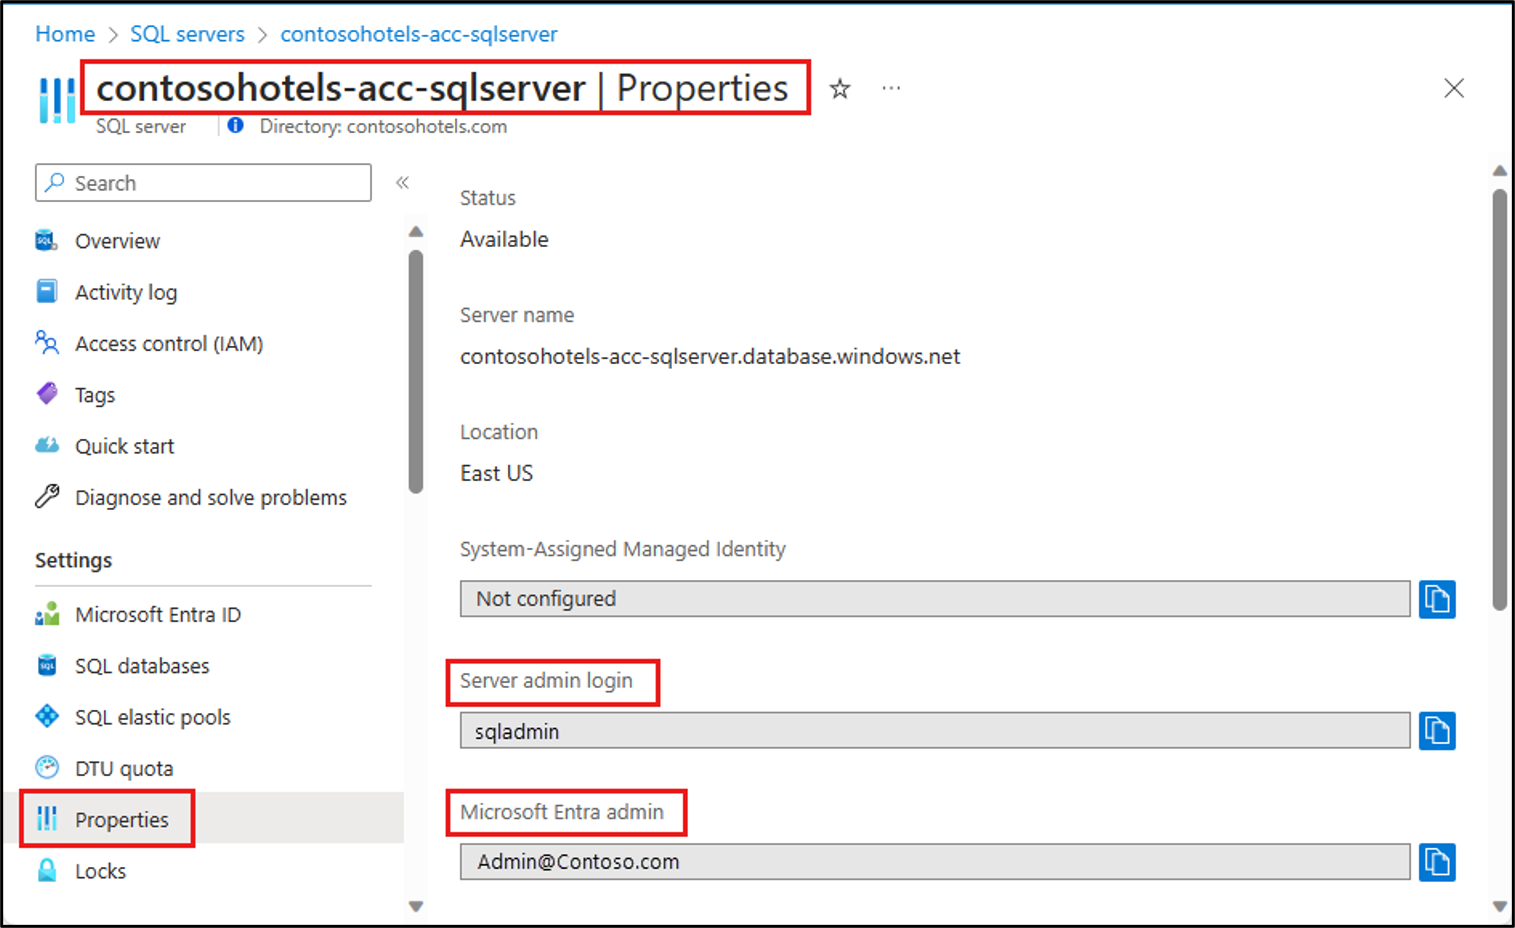 Home > SQL servers > contosohotels-acc-sqlserver
contosohotels-acc-sqlserver | Properties
SQL server
Directory: contosohotels.com
Search
Overview
Activity log
Access control (IAM)
Tags
Quick start
Diagnose and solve problems
Settings
Microsoft Entra ID
SQL databases
SQL elastic pools
DTU quota
Properties
Locks
Status
Available
Server name
contosohotels-acc-sqlserver.database.windows.net
Location
East US
System-Assigned Managed Identity
Not configured
Server admin login
sqladmin
Microsoft Entra admin
Admin@Contoso.com